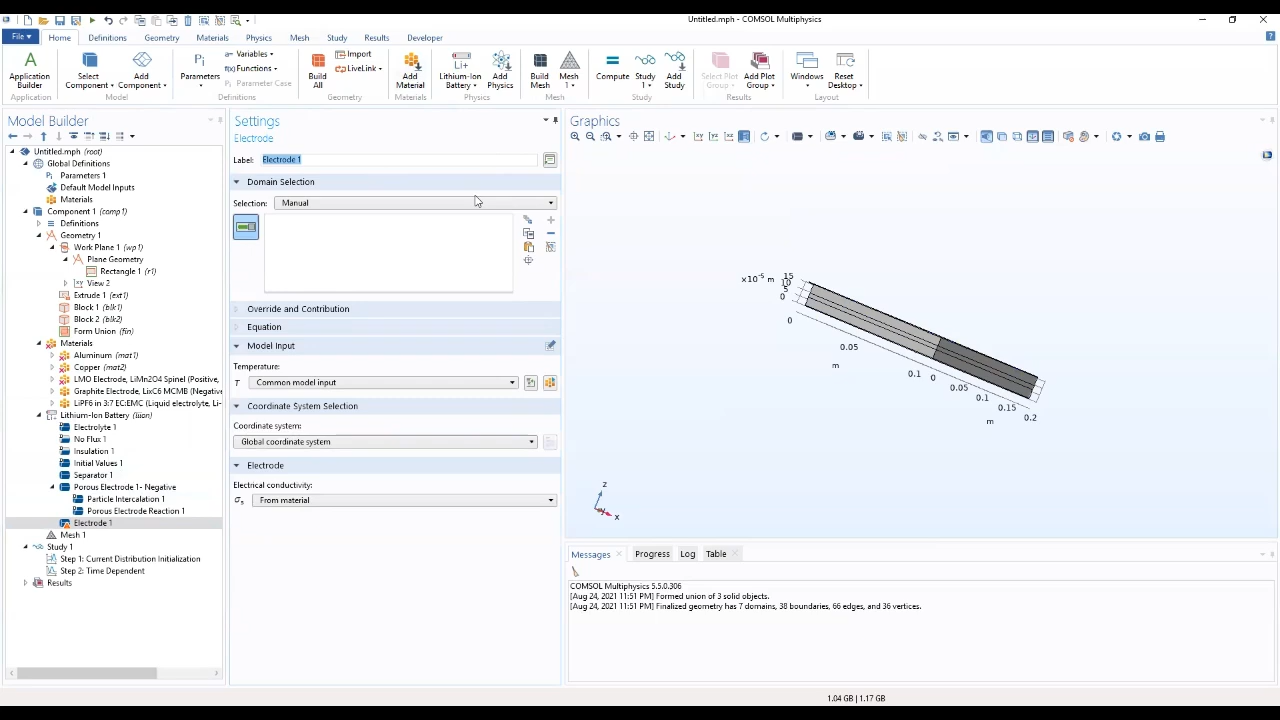 Untitled.mph - COMSOL Multiphysics
File
Home
Definitions
Geometry
Materials
Physics
Mesh
Study
Results
Developer
Application Builder
Select Component
Add Component
Parameters
a= Variables
f(x) Functions
Pi Parameter Case
Build All
Import
LiveLink
Add Material
Lithium-Ion Battery
Add Physics
Build Mesh
Mesh 1
Compute
Study 1
Add Study
Select Plot Group
Add Plot Group
Windows
Reset Desktop
Application
Model
Definitions
Geometry
Materials
Physics
Mesh
Study
Results
Layout
Model Builder
Untitled.mph (root)
Global Definitions
Parameters 1
Default Model Inputs
Materials
Component 1 (comp1)
Definitions
Geometry 1
Work Plane 1 (wp1)
Plane Geometry
Rectangle 1 (r1)
View 2
Extrude 1 (ext1)
Block 1 (blk1)
Block 2 (blk2)
Form Union (fin)
Materials
Aluminum (mat1)
Copper (mat2)
LMO Electrode, LiMn2O4 Spinel (Positive,
Graphite Electrode, LixC6 MCMB (Negative
LiPF6 in 3:7 EC:EMC (Liquid electrolyte, Li-
Lithium-Ion Battery (liion)
Electrolyte 1
No Flux 1
Insulation 1
Initial Values 1
Separator 1
Porous Electrode 1- Negative
Particle Intercalation 1
Porous Electrode Reaction 1
Electrode 1
Mesh 1
Study 1
Step 1: Current Distribution Initialization
Step 2: Time Dependent
Results
Settings
Electrode
Label: Electrode 1
Domain Selection
Selection: Manual
Override and Contribution
Equation
Model Input
Temperature:
T Common model input
Coordinate System Selection
Coordinate system:
Global coordinate system
Electrode
Electrical conductivity:
σs From material
Graphics
×10⁻⁵ m
15
10
5
0
0
0.05
m
0.1
0
0.05
0.1
0.15
m
0.2
z
y
x
Messages
Progress
Log
Table
COMSOL Multiphysics 5.5.0.306
[Aug 24, 2021 11:51 PM] Formed union of 3 solid objects.
[Aug 24, 2021 11:51 PM] Finalized geometry has 7 domains, 38 boundaries, 66 edges, and 36 vertices.
1.04 GB | 1.17 GB